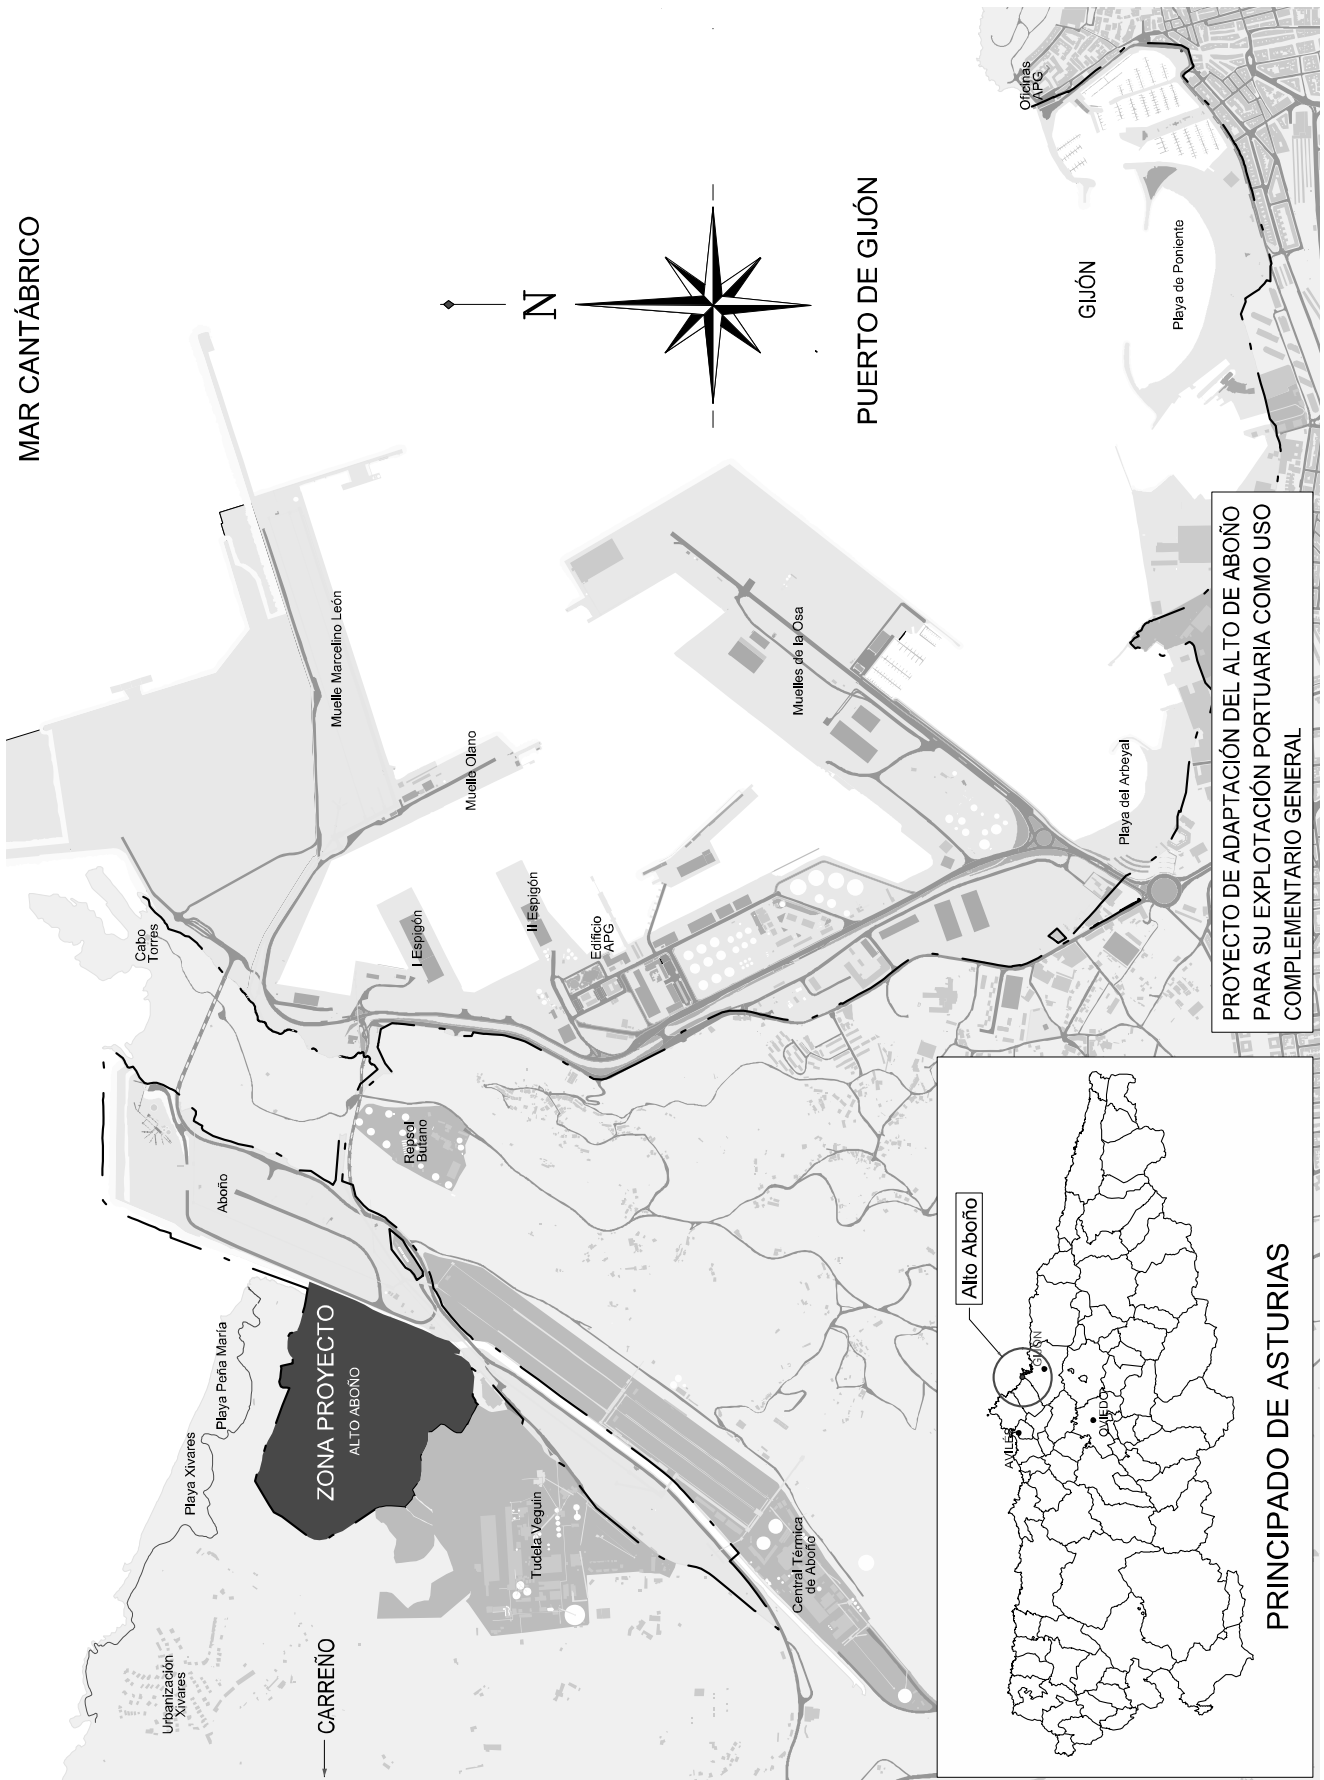 MAR CANTÁBRICO
N
PUERTO DE GIJÓN
Oficinas
APG
GIJÓN
Playa de Poniente
Muelle Marcelino León
Muelle Olano
Muelles de la Osa
Playa del Arbeyal
Cabo
Torres
I Espigón
II Espigón
Edificio
APG
Repsol
Butano
Aboño
Playa Peña María
Playa Xivares
ZONA PROYECTO
ALTO ABOÑO
Tudela Veguin
Central Térmica
de Aboño
Urbanización
Xivares
CARREÑO
PROYECTO DE ADAPTACIÓN DEL ALTO DE ABOÑO
PARA SU EXPLOTACIÓN PORTUARIA COMO USO
COMPLEMENTARIO GENERAL
Alto Aboño
GIJÓN
AVILÉS
OVIEDO
PRINCIPADO DE ASTURIAS